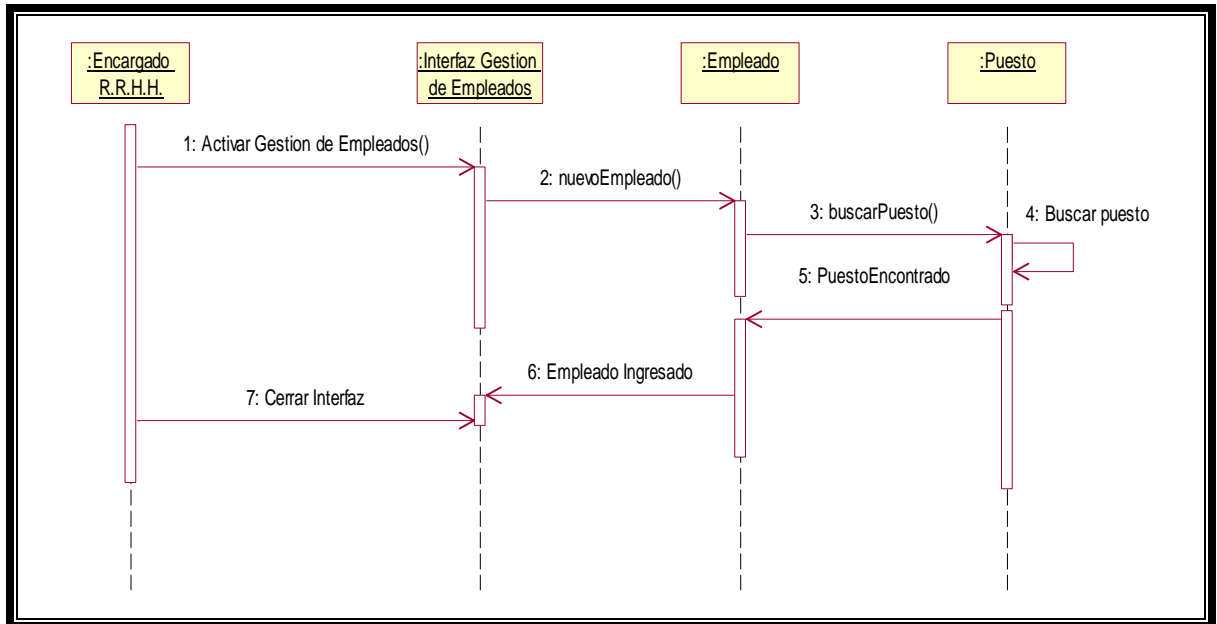 :Encargado
R.R.H.H.
:Interfaz Gestion
de Empleados
:Empleado
:Puesto
1: Activar Gestion de Empleados()
2: nuevoEmpleado()
3: buscarPuesto()
4: Buscar puesto
5: PuestoEncontrado
6: Empleado Ingresado
7: Cerrar Interfaz